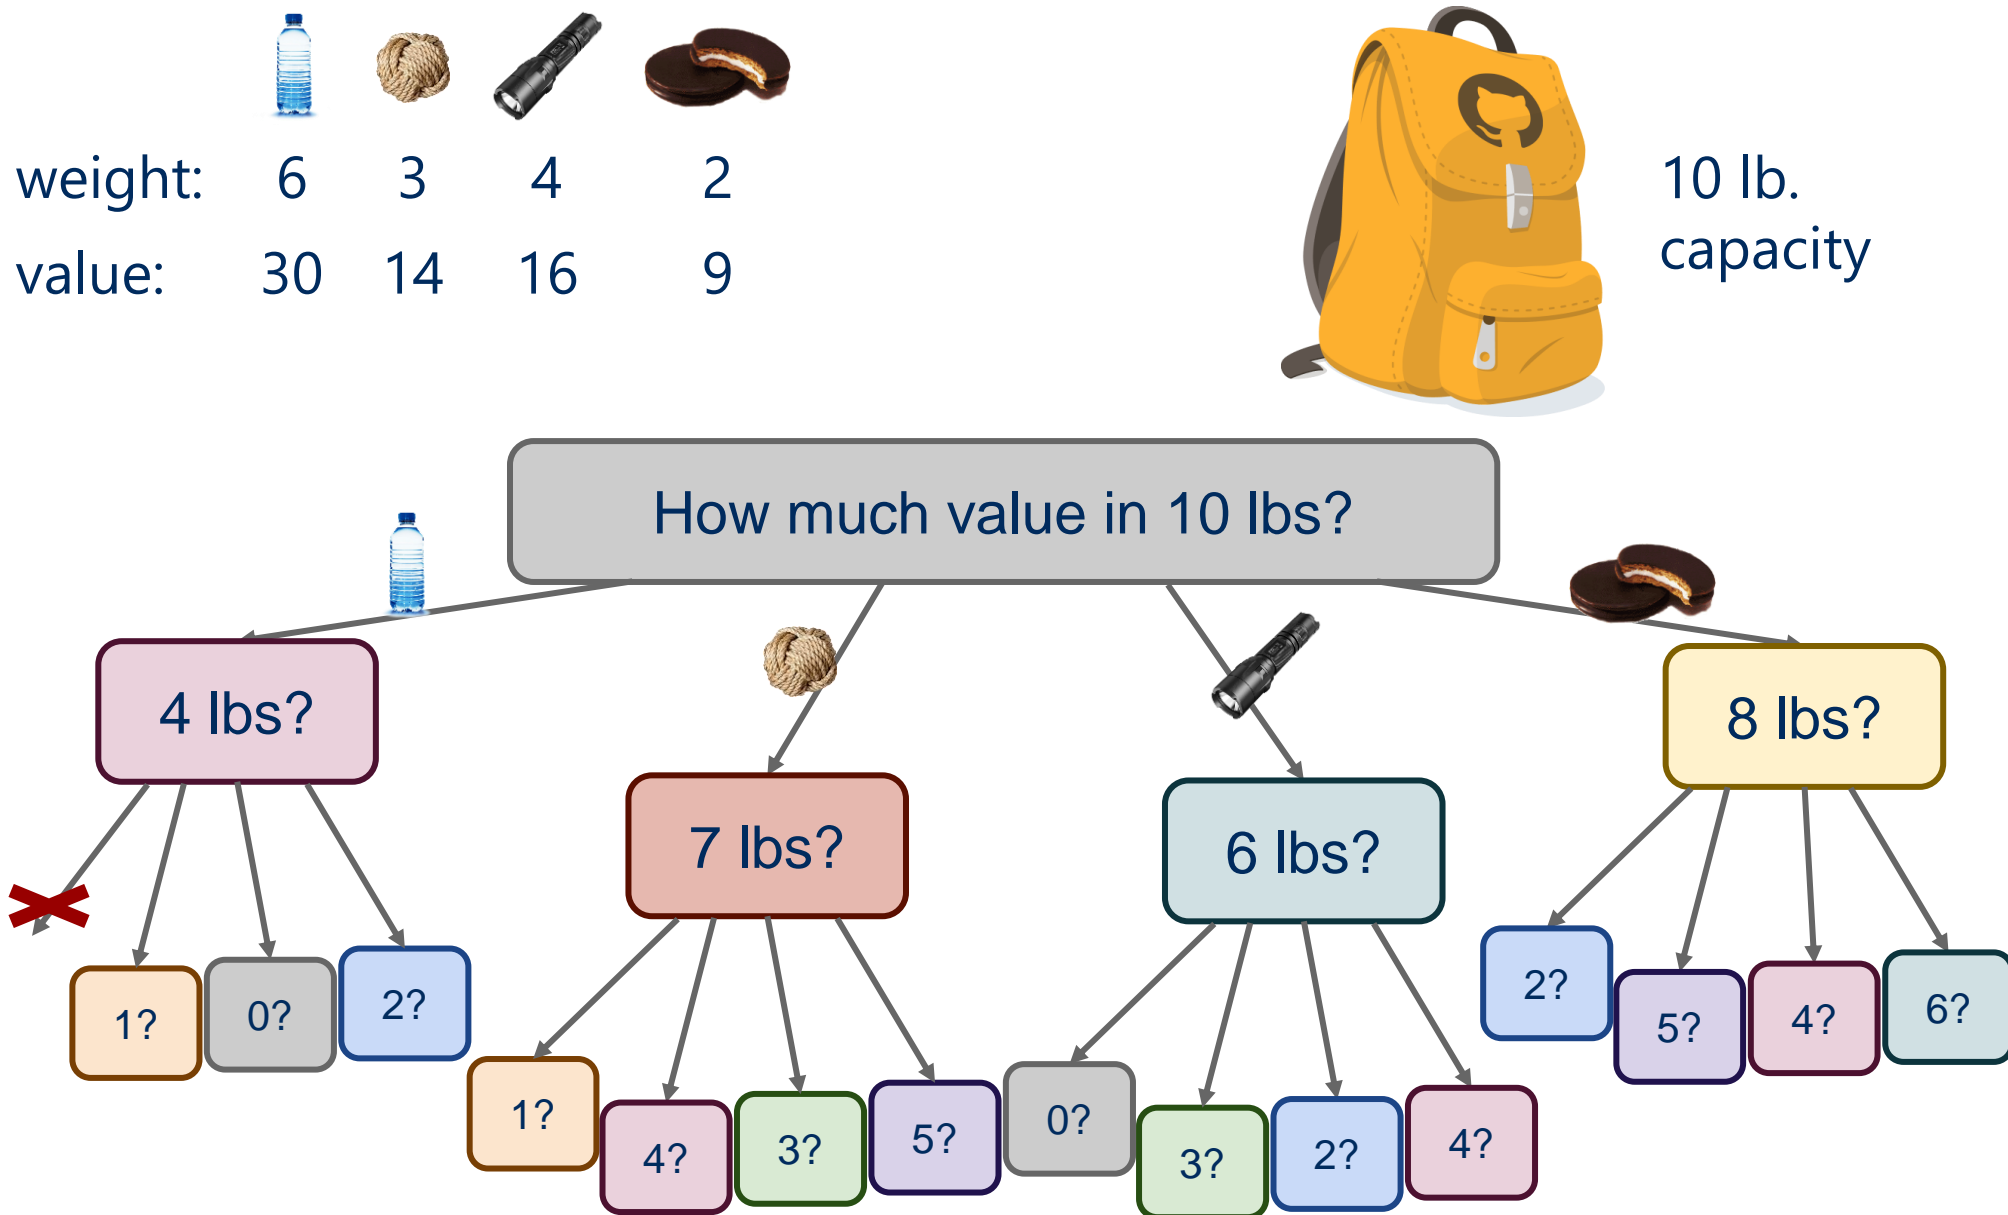 weight: 6 3 4 2
value: 30 14 16 9
10 lb.
capacity
How much value in 10 lbs?
4 lbs?
7 lbs?
6 lbs?
8 lbs?
1?
0?
2?
1?
4?
3?
5?
0?
3?
2?
4?
2?
5?
4?
6?